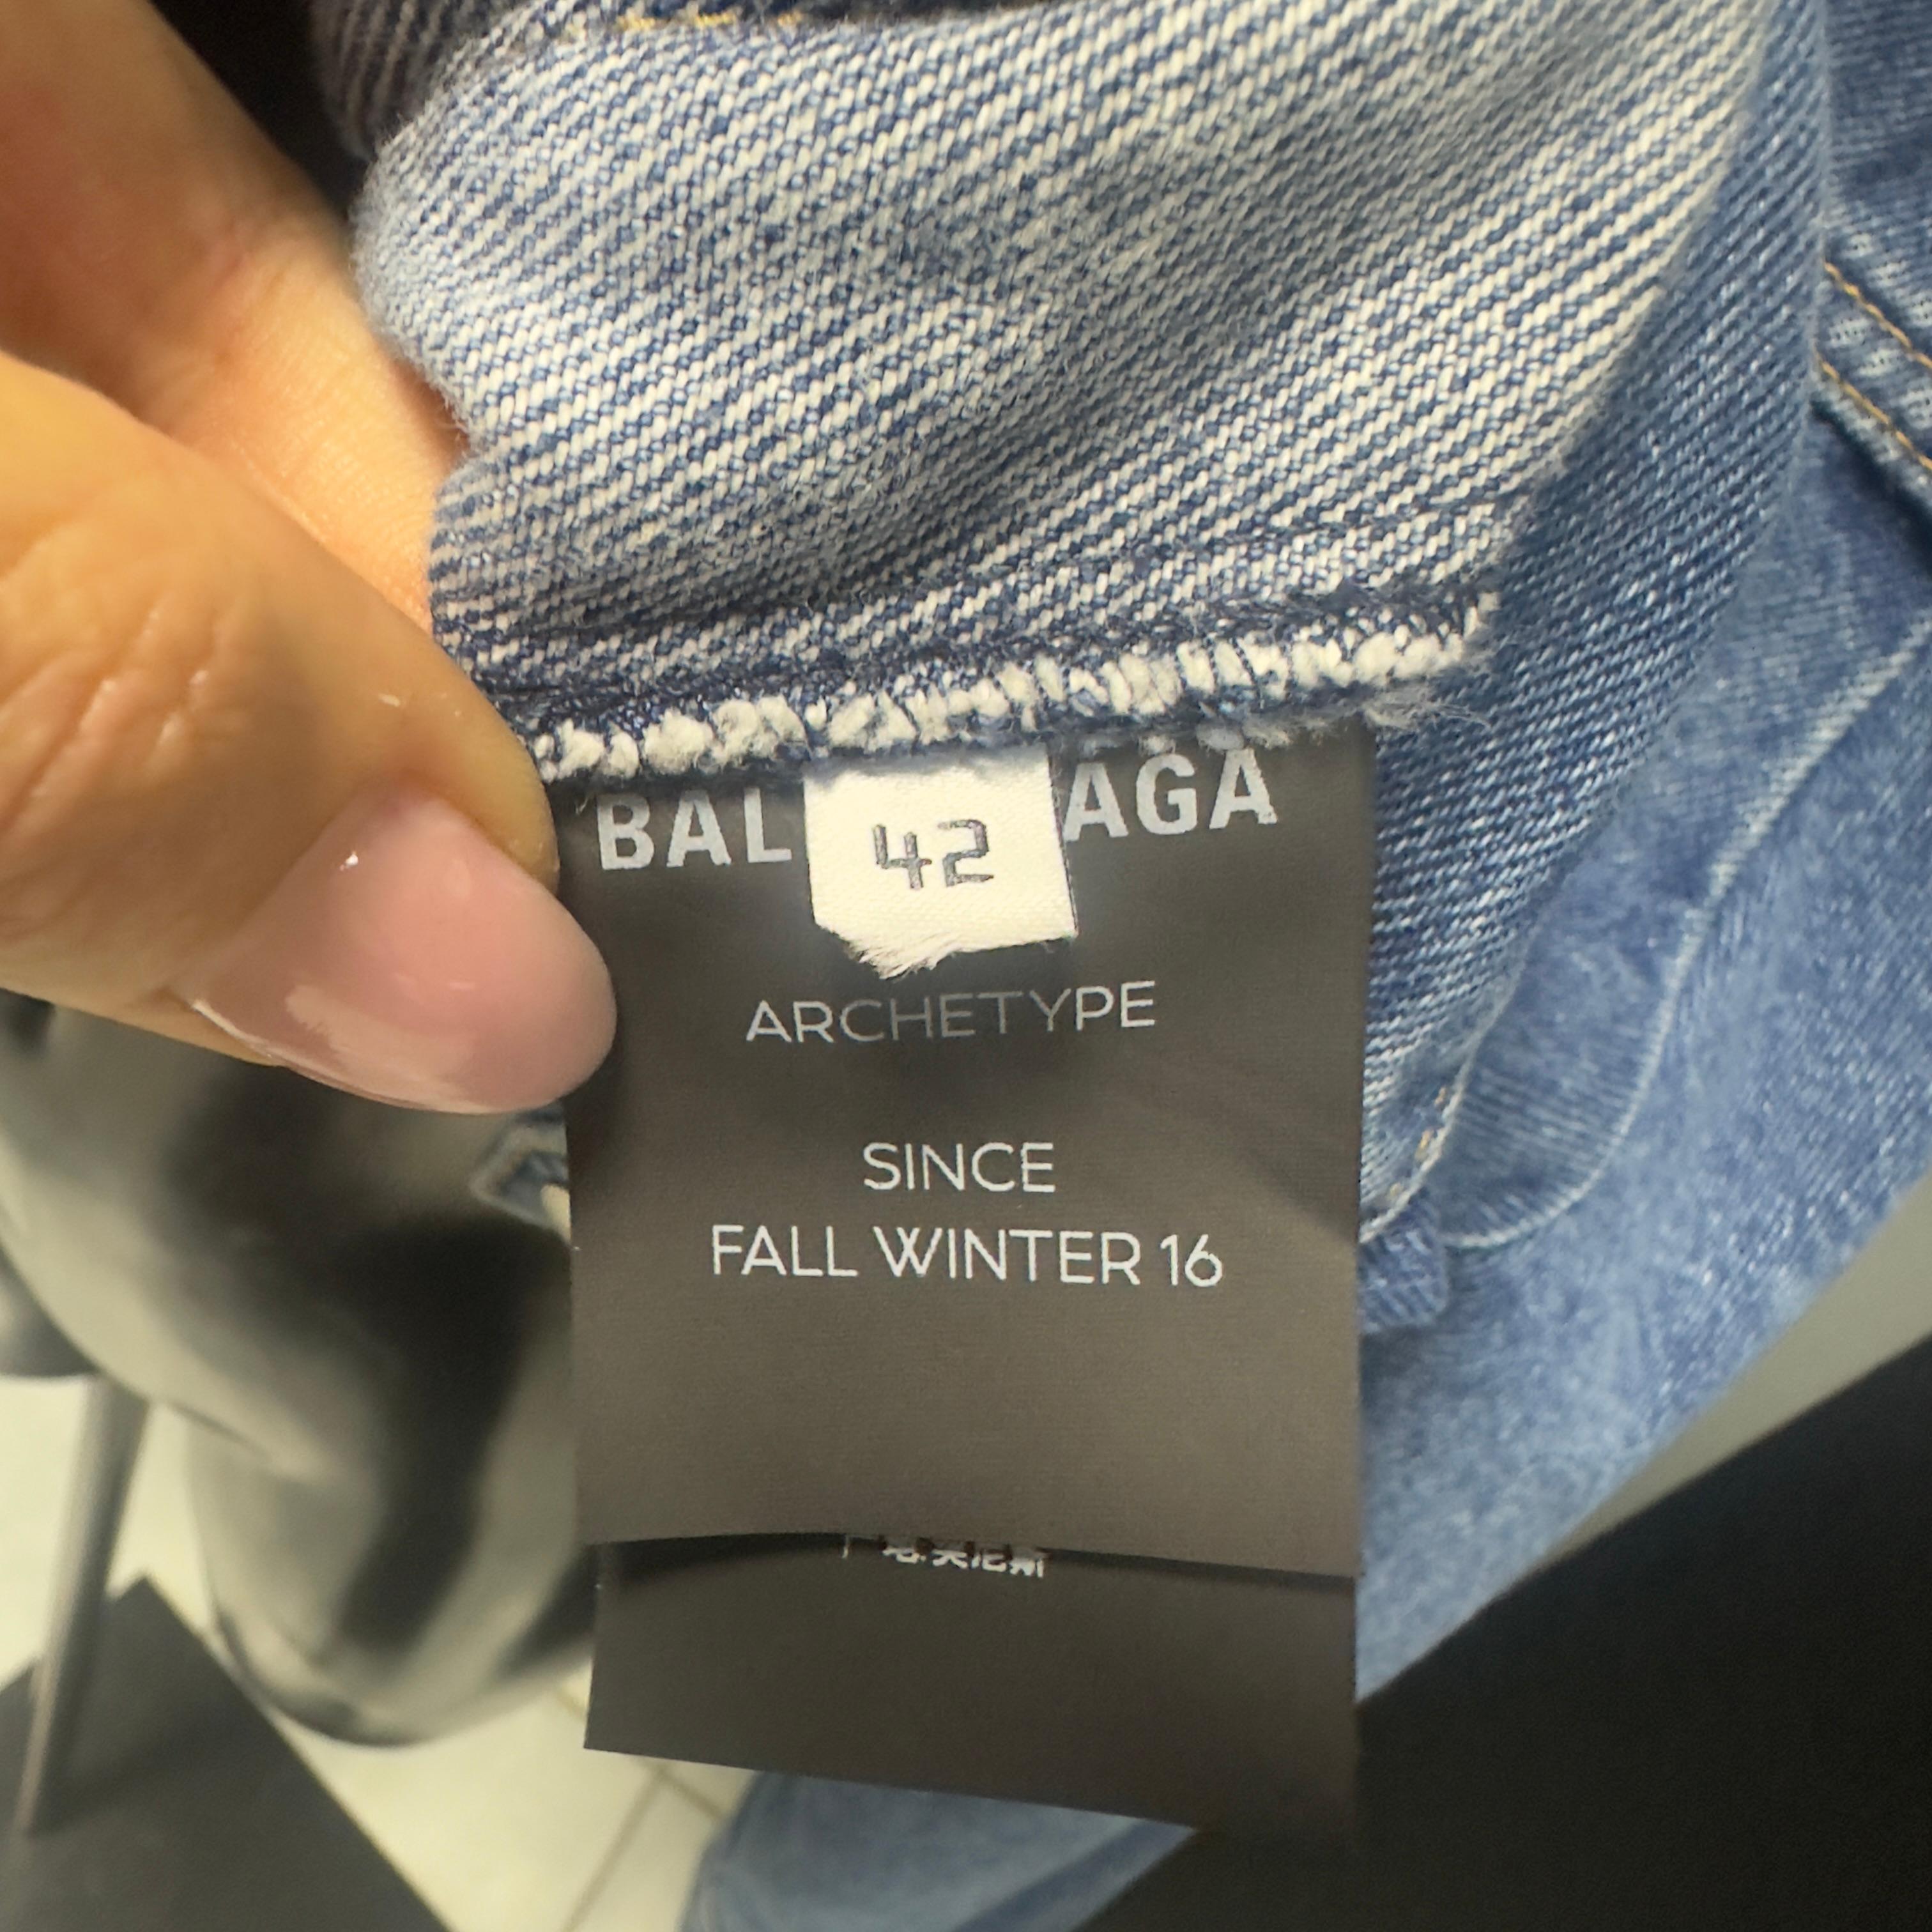 BAL AGA
42
ARCHETYPE
SINCE
FALL WINTER 16